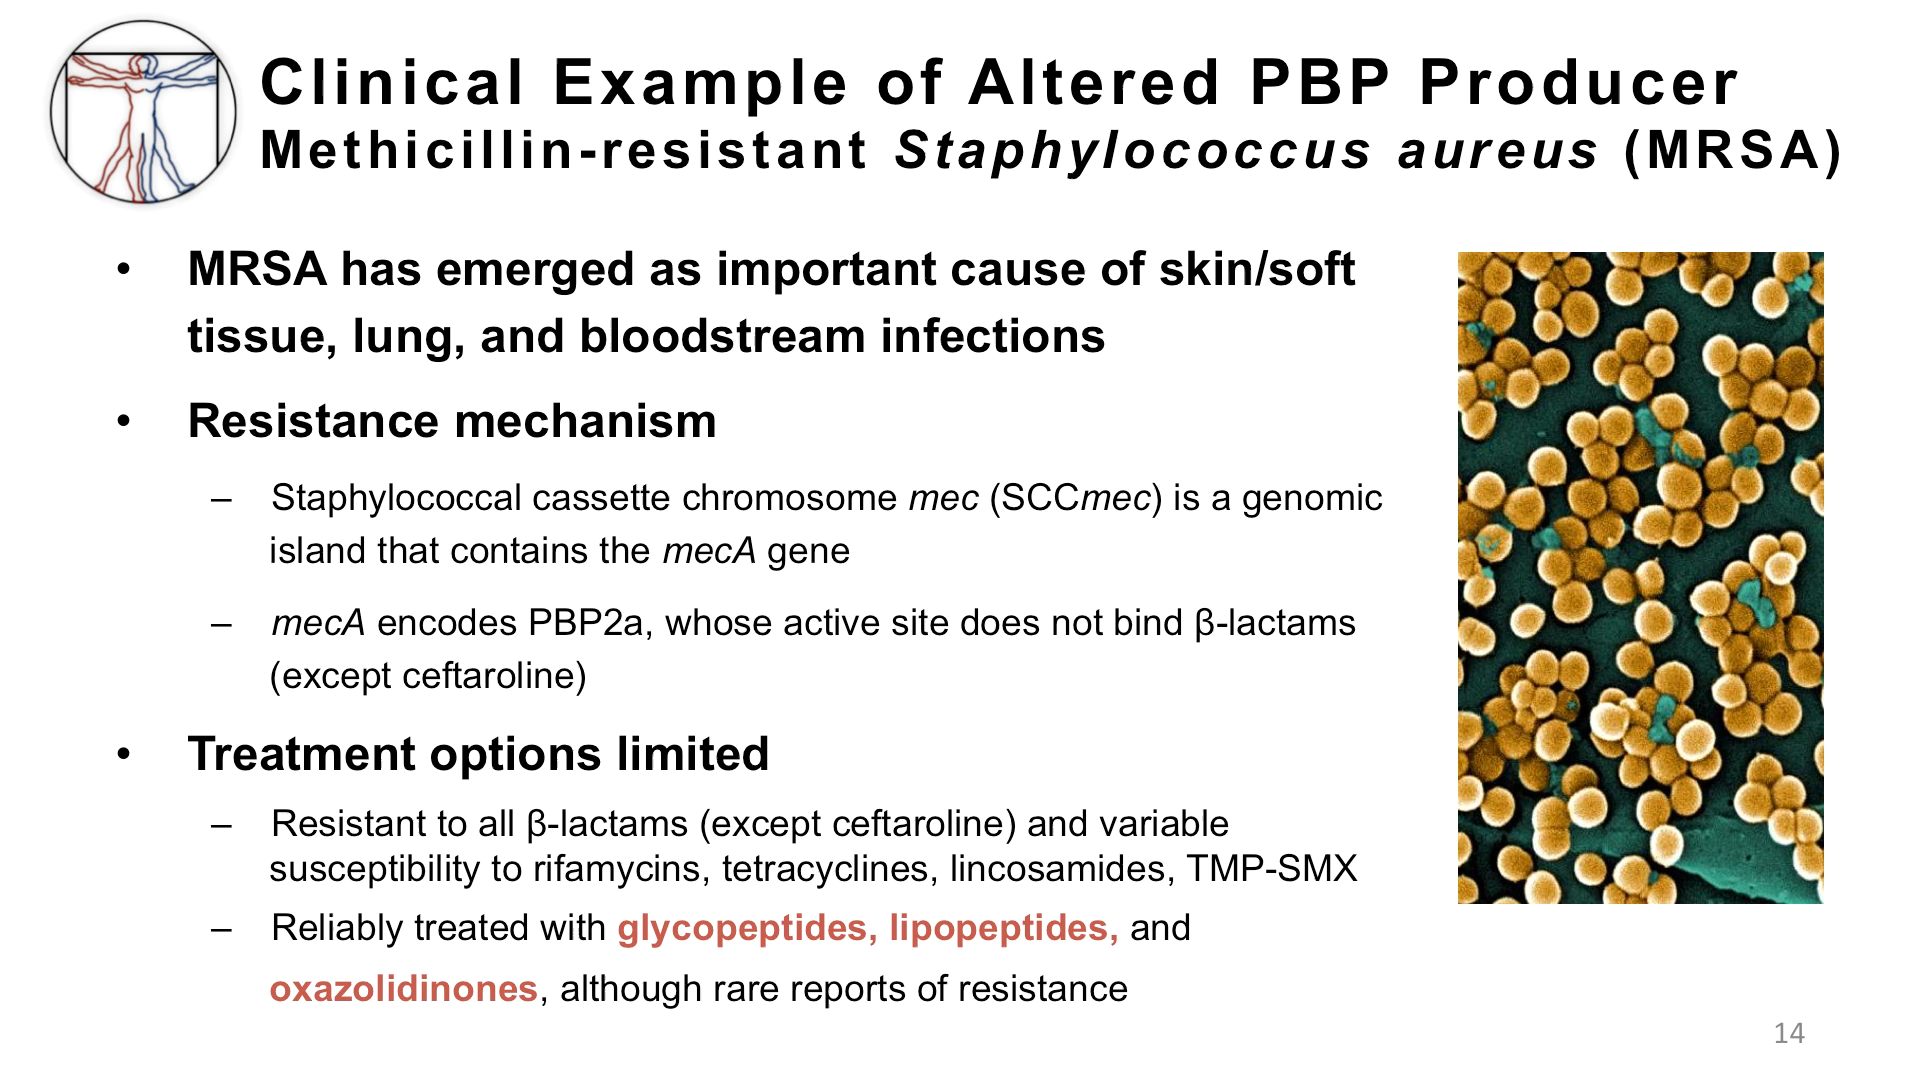 Clinical Example of Altered PBP Producer
Methicillin-resistant Staphylococcus aureus (MRSA)
• MRSA has emerged as important cause of skin/soft
tissue, lung, and bloodstream infections
• Resistance mechanism
– Staphylococcal cassette chromosome mec (SCCmec) is a genomic
island that contains the mecA gene
– mecA encodes PBP2a, whose active site does not bind β-lactams
(except ceftaroline)
• Treatment options limited
– Resistant to all β-lactams (except ceftaroline) and variable
susceptibility to rifamycins, tetracyclines, lincosamides, TMP-SMX
– Reliably treated with glycopeptides, lipopeptides, and
oxazolidinones, although rare reports of resistance
14